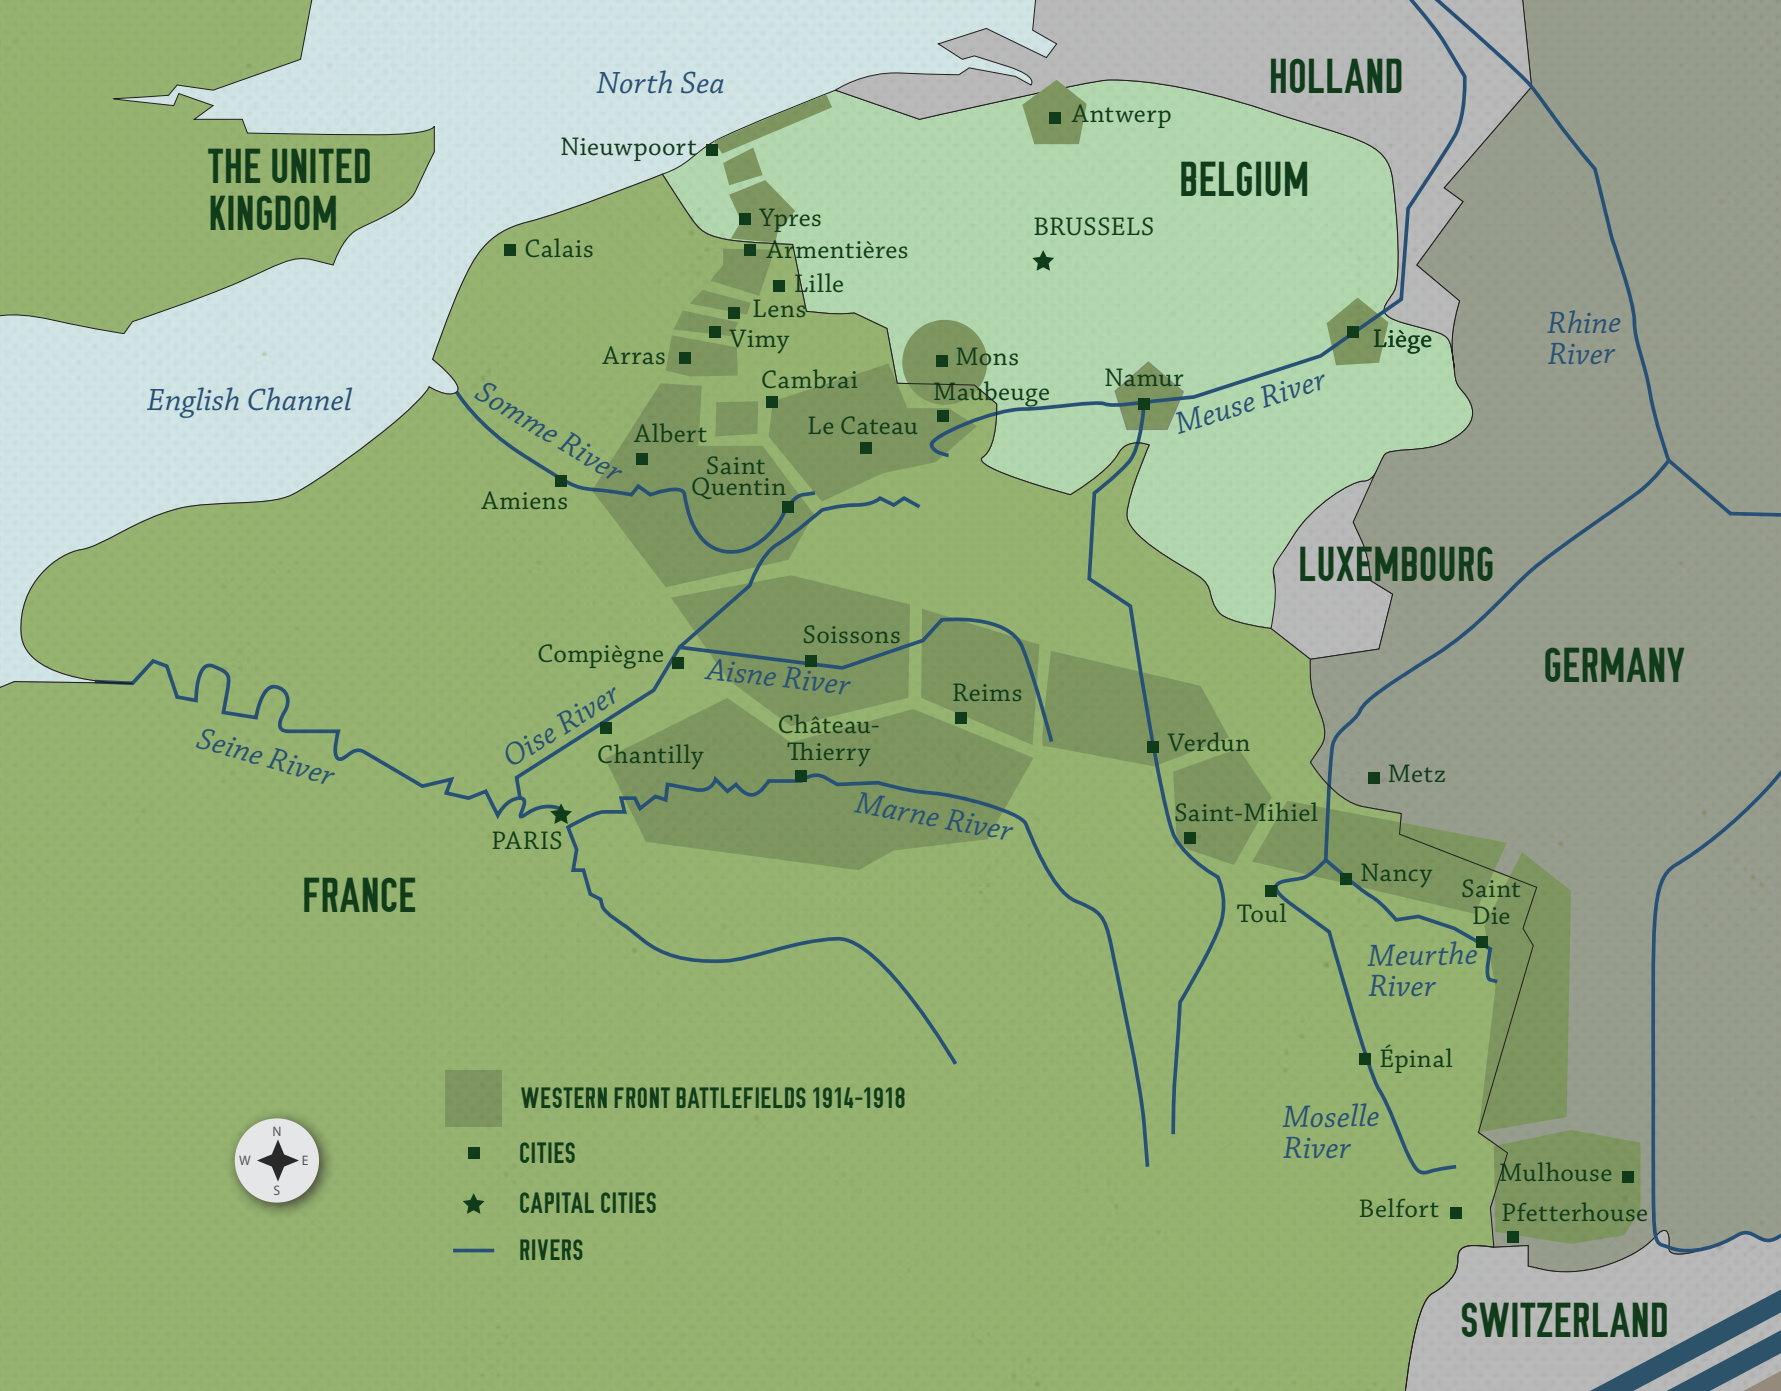 HOLLAND
North Sea
Antwerp
Nieuwpoort
THE UNITED
KINGDOM
BELGIUM
Ypres
BRUSSELS
Calais
Armentières
Lille
Lens
Vimy
Rhine
River
Liège
Arras
Mons
Cambrai
Namur
Maubeuge
English Channel
Somme River
Meuse River
Le Cateau
Albert
Saint
Quentin
Amiens
LUXEMBOURG
Soissons
Compiègne
GERMANY
Aisne River
Reims
Oise River
Château-
Thierry
Seine River
Chantilly
Verdun
Metz
Marne River
Saint-Mihiel
PARIS
FRANCE
Nancy
Saint
Die
Toul
Meurthe
River
Épinal
WESTERN FRONT BATTLEFIELDS 1914-1918
Moselle
River
N
W E
S
CITIES
Mulhouse
CAPITAL CITIES
Belfort
Pfetterhouse
RIVERS
SWITZERLAND